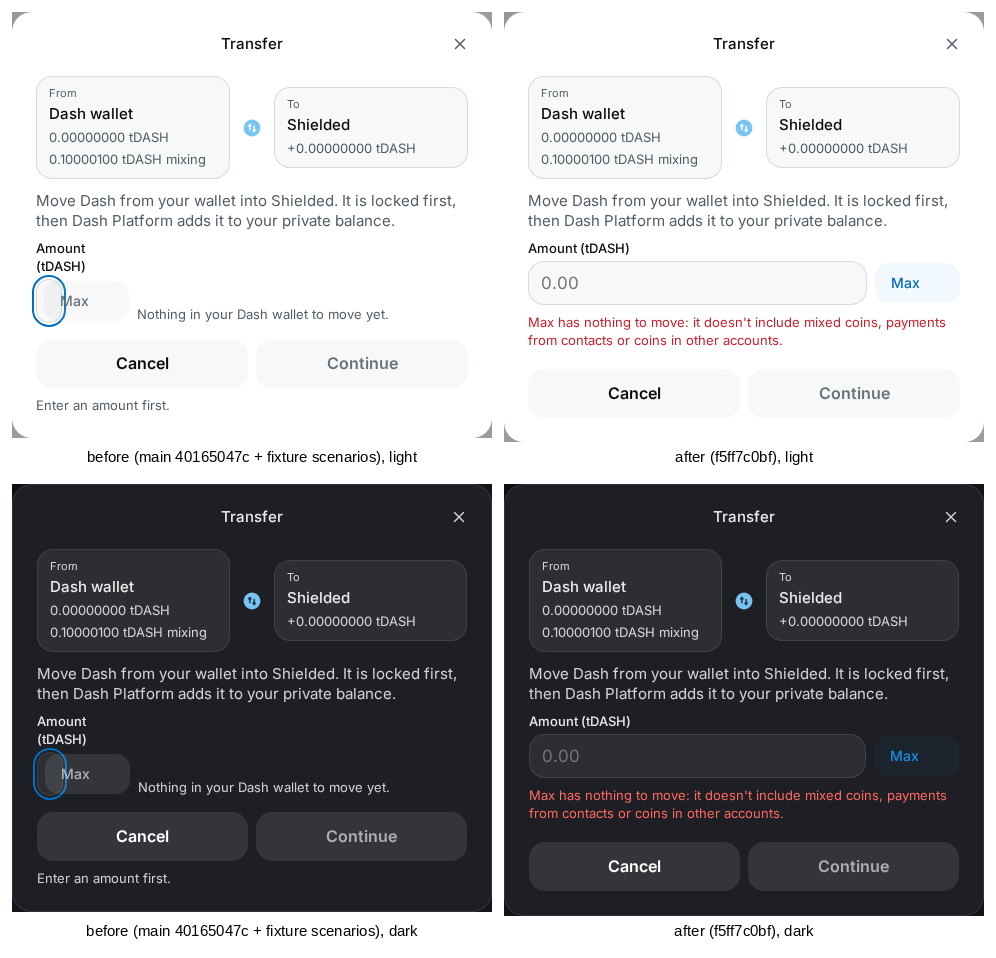 Transfer
From
Dash wallet
0.00000000 tDASH
0.10000100 tDASH mixing
To
Shielded
+0.00000000 tDASH
Move Dash from your wallet into Shielded. It is locked first,
then Dash Platform adds it to your private balance.
Amount
(tDASH)
Max
Nothing in your Dash wallet to move yet.
Cancel
Continue
Enter an amount first.
before (main 40165047c + fixture scenarios), light
Transfer
From
Dash wallet
0.00000000 tDASH
0.10000100 tDASH mixing
To
Shielded
+0.00000000 tDASH
Move Dash from your wallet into Shielded. It is locked first,
then Dash Platform adds it to your private balance.
Amount (tDASH)
0.00
Max
Max has nothing to move: it doesn't include mixed coins, payments
from contacts or coins in other accounts.
Cancel
Continue
after (f5ff7c0bf), light
Transfer
From
Dash wallet
0.00000000 tDASH
0.10000100 tDASH mixing
To
Shielded
+0.00000000 tDASH
Move Dash from your wallet into Shielded. It is locked first,
then Dash Platform adds it to your private balance.
Amount
(tDASH)
Max
Nothing in your Dash wallet to move yet.
Cancel
Continue
Enter an amount first.
before (main 40165047c + fixture scenarios), dark
Transfer
From
Dash wallet
0.00000000 tDASH
0.10000100 tDASH mixing
To
Shielded
+0.00000000 tDASH
Move Dash from your wallet into Shielded. It is locked first,
then Dash Platform adds it to your private balance.
Amount (tDASH)
0.00
Max
Max has nothing to move: it doesn't include mixed coins, payments
from contacts or coins in other accounts.
Cancel
Continue
after (f5ff7c0bf), dark